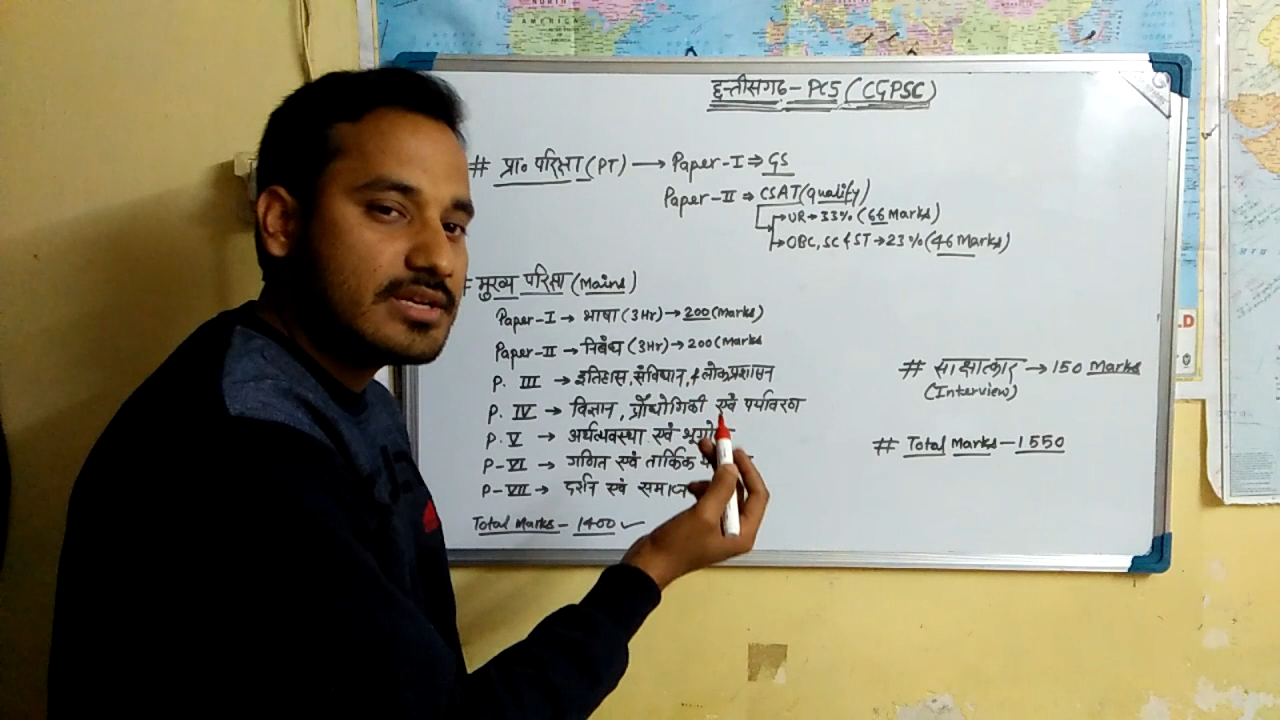 छत्तीसगढ - PCS (CGPSC)
# प्रा० परिक्षा (PT) → Paper-I ⇒ GS
Paper-II ⇒ CSAT (Qualify)
→ UR → 33% (66 Marks)
→ OBC, SC & ST → 23% (46 Marks)
# मुख्य परिक्षा (Mains)
Paper-I → भाषा (3Hr) → 200 (Marks)
Paper-II → निबंध (3Hr) → 200 (Marks
P. III → इतिहास, संविधान, & लोकप्रशासन
P. IV → विज्ञान, प्रौद्योगिकी एवं पर्यावरण
P. V → अर्थव्यवस्था एवं भूगो
P-VI → गणित एवं तार्किक
P-VII → दर्शन एवं समाज
Total Marks - 1400 ✓
# साक्षात्कार → 150 Marks
(Interview)
# Total Marks - 1550
AMERICA